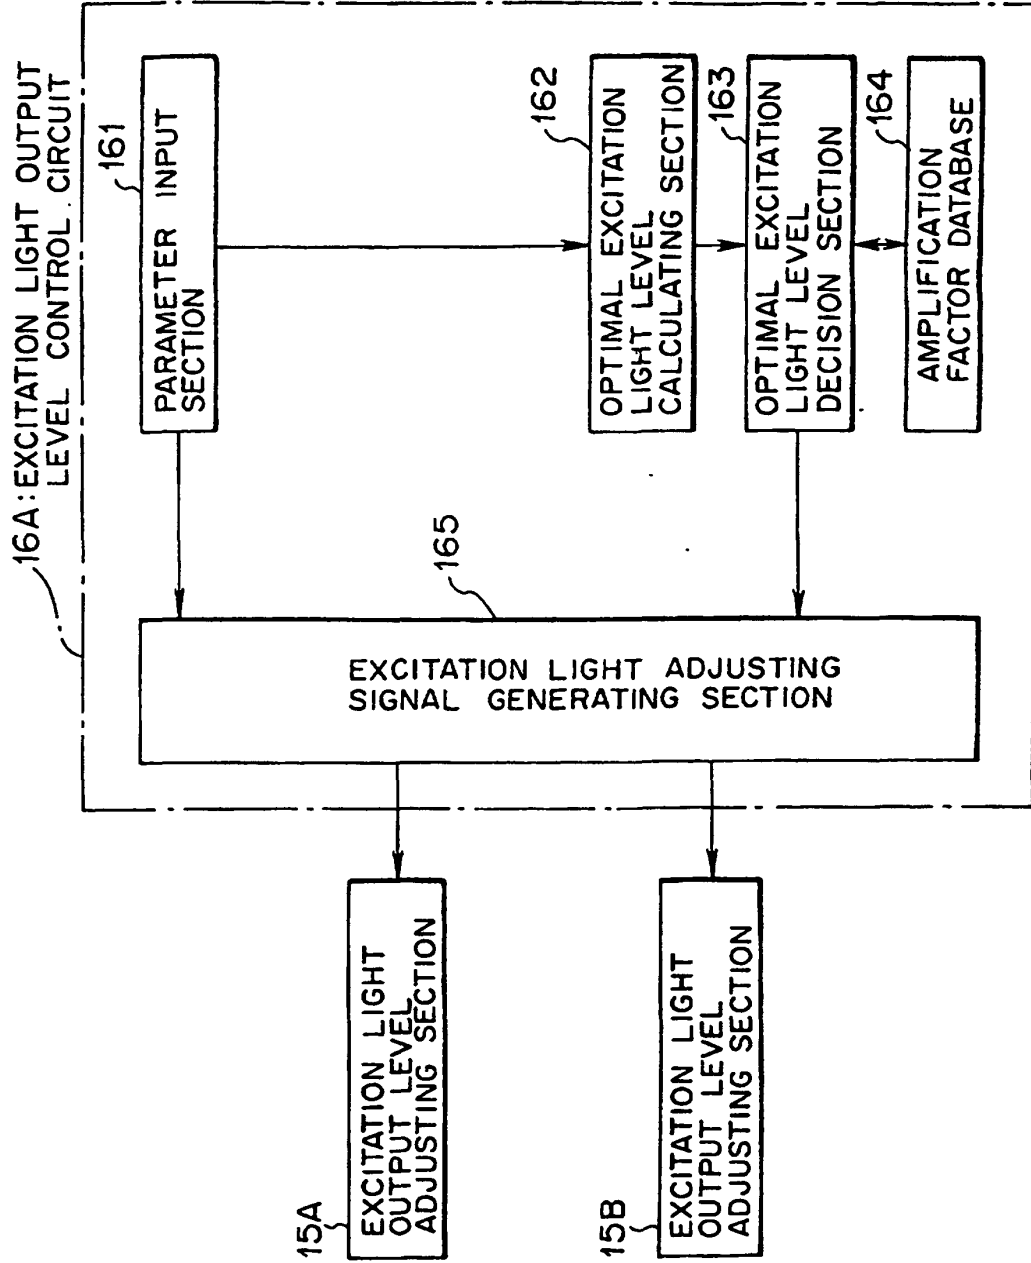 16A:EXCITATION LIGHT OUTPUT
LEVEL CONTROL CIRCUIT
161
PARAMETER INPUT
SECTION
162
OPTIMAL EXCITATION
LIGHT LEVEL
CALCULATING SECTION
163
OPTIMAL EXCITATION
LIGHT LEVEL
DECISION SECTION
164
AMPLIFICATION
FACTOR DATABASE
165
EXCITATION LIGHT ADJUSTING
SIGNAL GENERATING SECTION
15A
EXCITATION LIGHT
OUTPUT LEVEL
ADJUSTING SECTION
15B
EXCITATION LIGHT
OUTPUT LEVEL
ADJUSTING SECTION